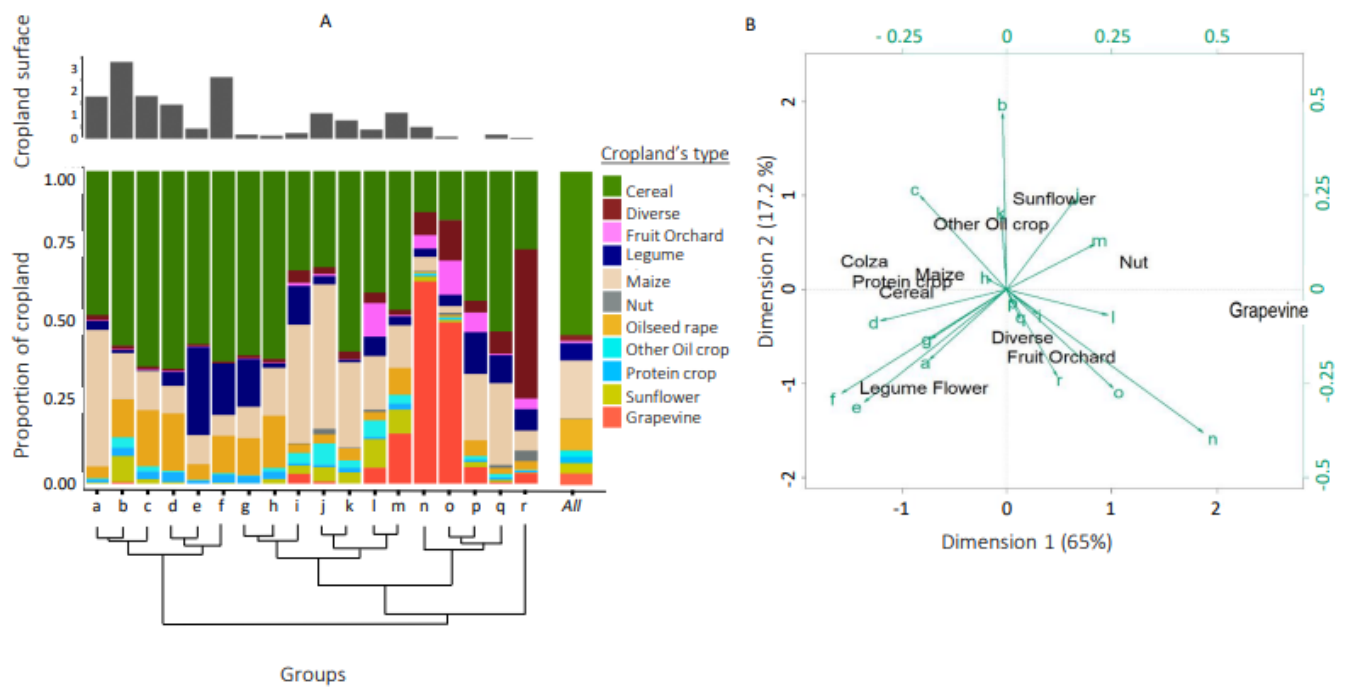 A
B
Cropland surface
3
2
1
0
Proportion of cropland
1.00
0.75
0.50
0.25
0.00
a b c d e f g h i j k l m n o p q r All
Groups
Cropland's type
Cereal
Diverse
Fruit Orchard
Legume
Maize
Nut
Oilseed rape
Other Oil crop
Protein crop
Sunflower
Grapevine
- 0.25 0 0.25 0.5
Dimension 2 (17.2 %)
2
1
0
-1
-2
0.5
0.25
0
-0.25
-0.5
b
c
Sunflower
k
Other Oil crop
m
Colza
Nut
Maize
h
Protein crop
Cereal
p
Grapevine
d
q
i
l
g
Diverse
a
Fruit Orchard
r
Legume Flower
o
f
e
n
-1 0 1 2
Dimension 1 (65%)